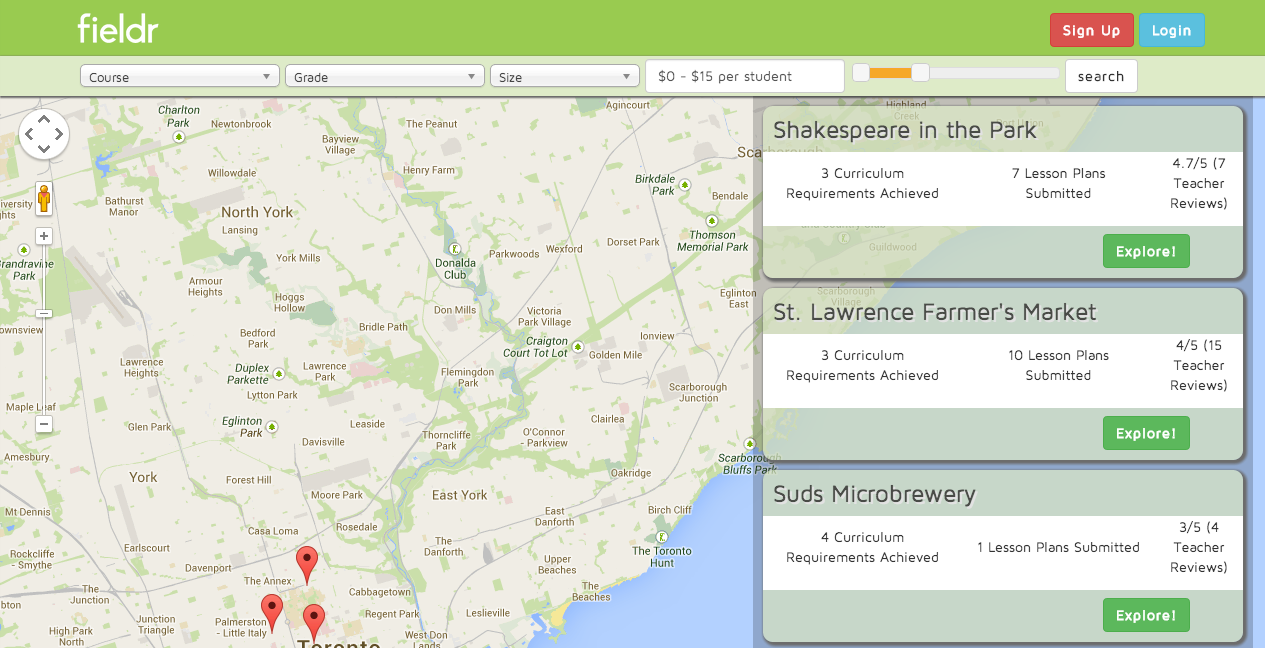 fieldr
Sign Up
Login
Course
Grade
Size
$0 - $15 per student
search
Charlton
Park
Newtonbrook
Bayview
Village
The Peanut
Agincourt
Highland
Creek
Willowdale
Henry Farm
Birkdale
Park
Bendale
Bathurst
Manor
North York
Lansing
Thomson
Memorial Park
Dorset Park
Wexford
Parkwoods
Donalda
Club
York Mills
Guildwood
Armour
Heights
Hoggs
Hollow
Don Mills
Victoria
Park Village
Eglinton
East
Scarborough
Village
Bedford
Park
Bridle Path
Craigton
Court Tot Lot
Ionview
Golden Mile
Lawrence
Heights
Duplex
Parkette
Lawrence
Park
Lytton Park
Flemingdon
Park
Scarborough
Junction
Maple Leaf
Glen Park
Eglinton
Park
Leaside
Davisville
Thorncliffe
Park
O'Connor
- Parkview
Clairlea
Amesbury
York
Forest Hill
Moore Park
East York
Oakridge
Scarborough
Bluffs Park
Mt Dennis
Casa Loma
Rosedale
East
Danforth
Birch Cliff
Rockcliffe
- Smythe
Earlscourt
Davenport
The Annex
The
Danforth
Upper
Beaches
The Toronto
Hunt
The
Junction
Cabbagetown
The
Beaches
High Park
North
Junction
Triangle
Palmerston
- Little Italy
Regent Park
Leslieville
West Don
Lands
Toronto
Shakespeare in the Park
3 Curriculum
Requirements Achieved
7 Lesson Plans
Submitted
4.7/5 (7
Teacher
Reviews)
Explore!
St. Lawrence Farmer's Market
3 Curriculum
Requirements Achieved
10 Lesson Plans
Submitted
4/5 (15
Teacher
Reviews)
Explore!
Suds Microbrewery
4 Curriculum
Requirements Achieved
1 Lesson Plans Submitted
3/5 (4
Teacher
Reviews)
Explore!